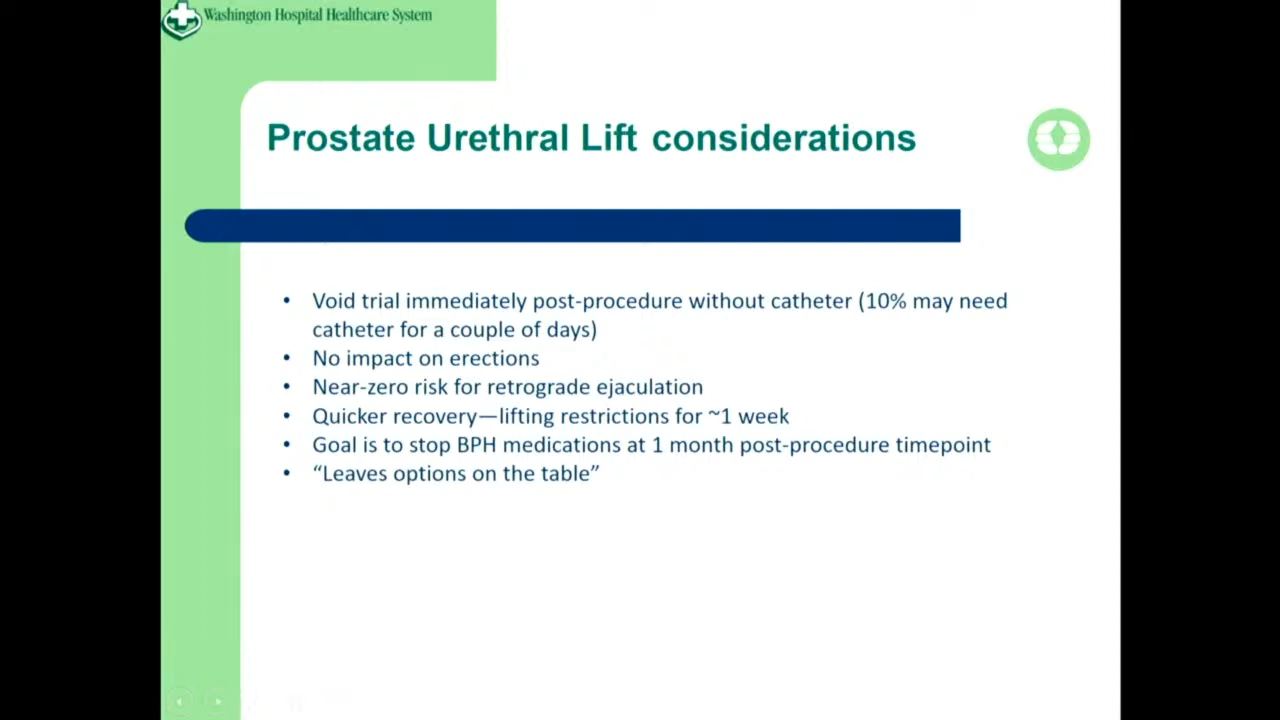 Washington Hospital Healthcare System
Prostate Urethral Lift considerations
• Void trial immediately post-procedure without catheter (10% may need
catheter for a couple of days)
• No impact on erections
• Near-zero risk for retrograde ejaculation
• Quicker recovery—lifting restrictions for ~1 week
• Goal is to stop BPH medications at 1 month post-procedure timepoint
• “Leaves options on the table”